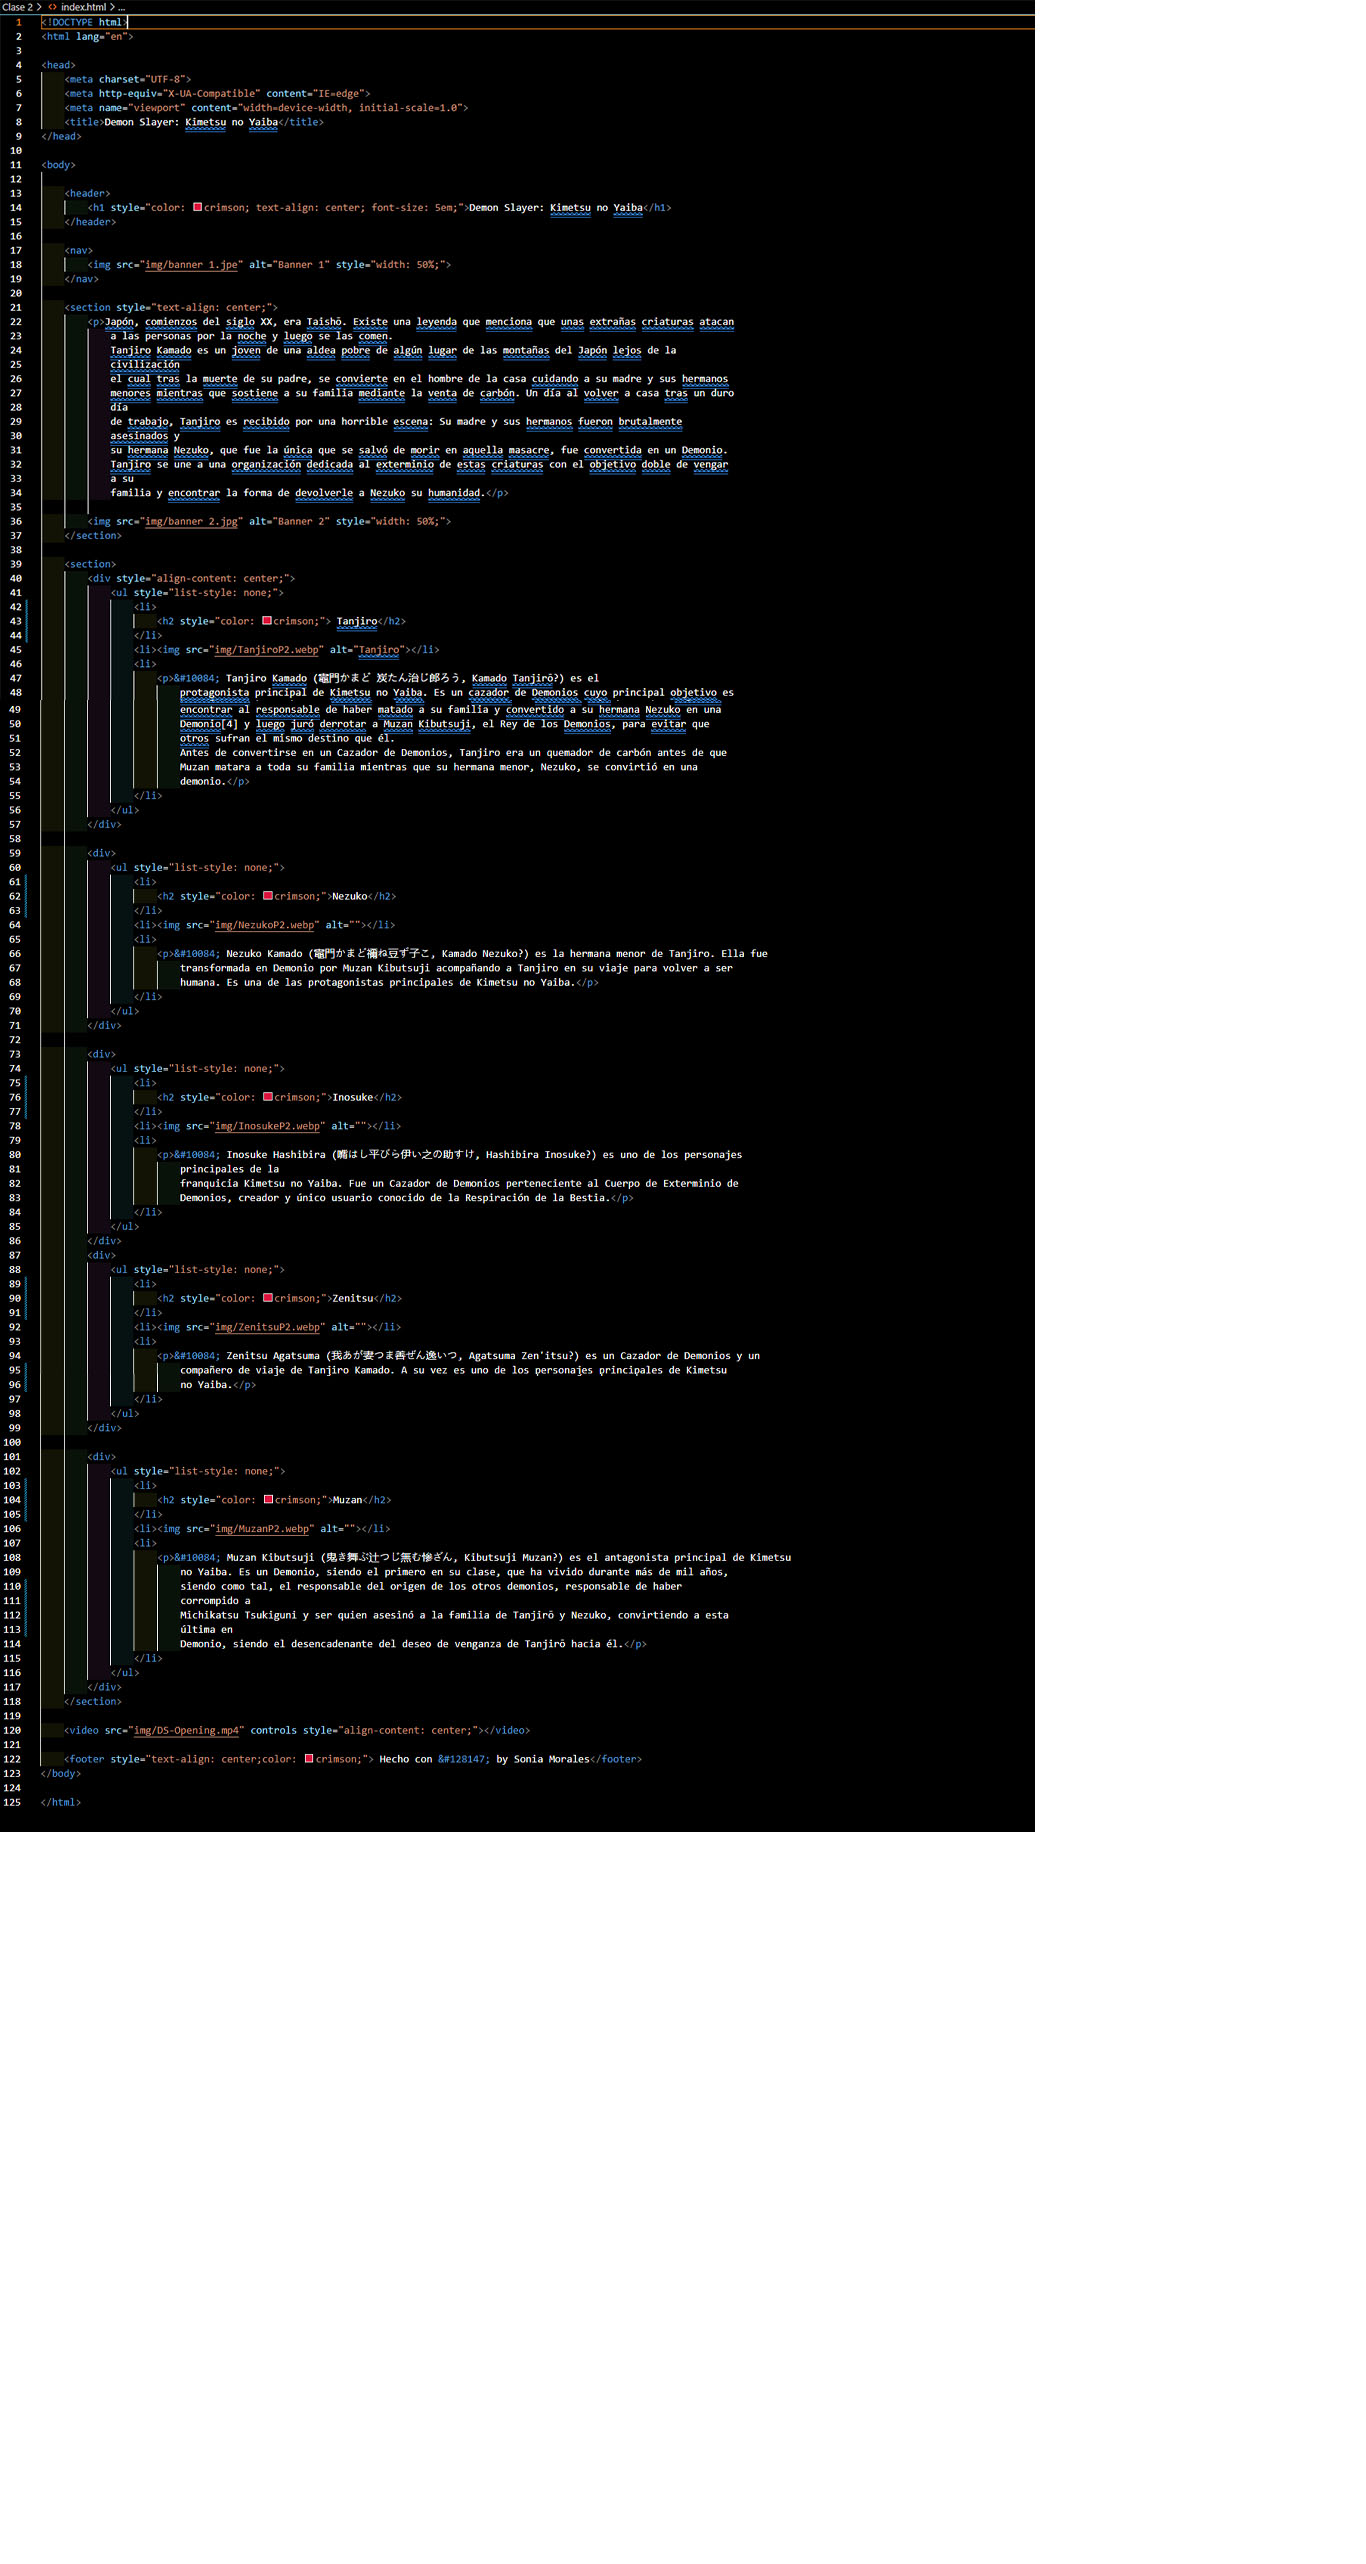 Clase 2 > <> index.html > ...
1 <!DOCTYPE html>
2 <html lang="en">
3
4 <head>
5 <meta charset="UTF-8">
6 <meta http-equiv="X-UA-Compatible" content="IE=edge">
7 <meta name="viewport" content="width=device-width, initial-scale=1.0">
8 <title>Demon Slayer: Kimetsu no Yaiba</title>
9 </head>
10
11 <body>
12
13 <header>
14 <h1 style="color: crimson; text-align: center; font-size: 5em;">Demon Slayer: Kimetsu no Yaiba</h1>
15 </header>
16
17 <nav>
18 <img src="img/banner 1.jpe" alt="Banner 1" style="width: 50%;">
19 </nav>
20
21 <section style="text-align: center;">
22 <p>Japón, comienzos del siglo XX, era Taishō. Existe una leyenda que menciona que unas extrañas criaturas atacan
23 a las personas por la noche y luego se las comen.
24 Tanjiro Kamado es un joven de una aldea pobre de algún lugar de las montañas del Japón lejos de la
25 civilización
26 el cual tras la muerte de su padre, se convierte en el hombre de la casa cuidando a su madre y sus hermanos
27 menores mientras que sostiene a su familia mediante la venta de carbón. Un día al volver a casa tras un duro
28 día
29 de trabajo, Tanjiro es recibido por una horrible escena: Su madre y sus hermanos fueron brutalmente
30 asesinados y
31 su hermana Nezuko, que fue la única que se salvó de morir en aquella masacre, fue convertida en un Demonio.
32 Tanjiro se une a una organización dedicada al exterminio de estas criaturas con el objetivo doble de vengar
33 a su
34 familia y encontrar la forma de devolverle a Nezuko su humanidad.</p>
35
36 <img src="img/banner 2.jpg" alt="Banner 2" style="width: 50%;">
37 </section>
38
39 <section>
40 <div style="align-content: center;">
41 <ul style="list-style: none;">
42 <li>
43 <h2 style="color: crimson;"> Tanjiro</h2>
44 </li>
45 <li><img src="img/TanjiroP2.webp" alt="Tanjiro"></li>
46 <li>
47 <p>&#10084; Tanjiro Kamado (竈門かまど 炭たん治じ郎ろう, Kamado Tanjirō?) es el
48 protagonista principal de Kimetsu no Yaiba. Es un cazador de Demonios cuyo principal objetivo es
49 encontrar al responsable de haber matado a su familia y convertido a su hermana Nezuko en una
50 Demonio[4] y luego juró derrotar a Muzan Kibutsuji, el Rey de los Demonios, para evitar que
51 otros sufran el mismo destino que él.
52 Antes de convertirse en un Cazador de Demonios, Tanjiro era un quemador de carbón antes de que
53 Muzan matara a toda su familia mientras que su hermana menor, Nezuko, se convirtió en una
54 demonio.</p>
55 </li>
56 </ul>
57 </div>
58
59 <div>
60 <ul style="list-style: none;">
61 <li>
62 <h2 style="color: crimson;">Nezuko</h2>
63 </li>
64 <li><img src="img/NezukoP2.webp" alt=""></li>
65 <li>
66 <p>&#10084; Nezuko Kamado (竈門かまど禰ね豆ず子こ, Kamado Nezuko?) es la hermana menor de Tanjiro. Ella fue
67 transformada en Demonio por Muzan Kibutsuji acompañando a Tanjiro en su viaje para volver a ser
68 humana. Es una de las protagonistas principales de Kimetsu no Yaiba.</p>
69 </li>
70 </ul>
71 </div>
72
73 <div>
74 <ul style="list-style: none;">
75 <li>
76 <h2 style="color: crimson;">Inosuke</h2>
77 </li>
78 <li><img src="img/InosukeP2.webp" alt=""></li>
79 <li>
80 <p>&#10084; Inosuke Hashibira (嘴はし平びら伊い之の助すけ, Hashibira Inosuke?) es uno de los personajes
81 principales de la
82 franquicia Kimetsu no Yaiba. Fue un Cazador de Demonios perteneciente al Cuerpo de Exterminio de
83 Demonios, creador y único usuario conocido de la Respiración de la Bestia.</p>
84 </li>
85 </ul>
86 </div>
87 <div>
88 <ul style="list-style: none;">
89 <li>
90 <h2 style="color: crimson;">Zenitsu</h2>
91 </li>
92 <li><img src="img/ZenitsuP2.webp" alt=""></li>
93 <li>
94 <p>&#10084; Zenitsu Agatsuma (我あが妻つま善ぜん逸いつ, Agatsuma Zen'itsu?) es un Cazador de Demonios y un
95 compañero de viaje de Tanjiro Kamado. A su vez es uno de los personajes principales de Kimetsu
96 no Yaiba.</p>
97 </li>
98 </ul>
99 </div>
100
101 <div>
102 <ul style="list-style: none;">
103 <li>
104 <h2 style="color: crimson;">Muzan</h2>
105 </li>
106 <li><img src="img/MuzanP2.webp" alt=""></li>
107 <li>
108 <p>&#10084; Muzan Kibutsuji (鬼き舞ぶ辻つじ無む惨ざん, Kibutsuji Muzan?) es el antagonista principal de Kimetsu
109 no Yaiba. Es un Demonio, siendo el primero en su clase, que ha vivido durante más de mil años,
110 siendo como tal, el responsable del origen de los otros demonios, responsable de haber
111 corrompido a
112 Michikatsu Tsukiguni y ser quien asesinó a la familia de Tanjirō y Nezuko, convirtiendo a esta
113 última en
114 Demonio, siendo el desencadenante del deseo de venganza de Tanjirō hacia él.</p>
115 </li>
116 </ul>
117 </div>
118 </section>
119
120 <video src="img/DS-Opening.mp4" controls style="align-content: center;"></video>
121
122 <footer style="text-align: center;color: crimson;"> Hecho con &#128147; by Sonia Morales</footer>
123 </body>
124
125 </html>